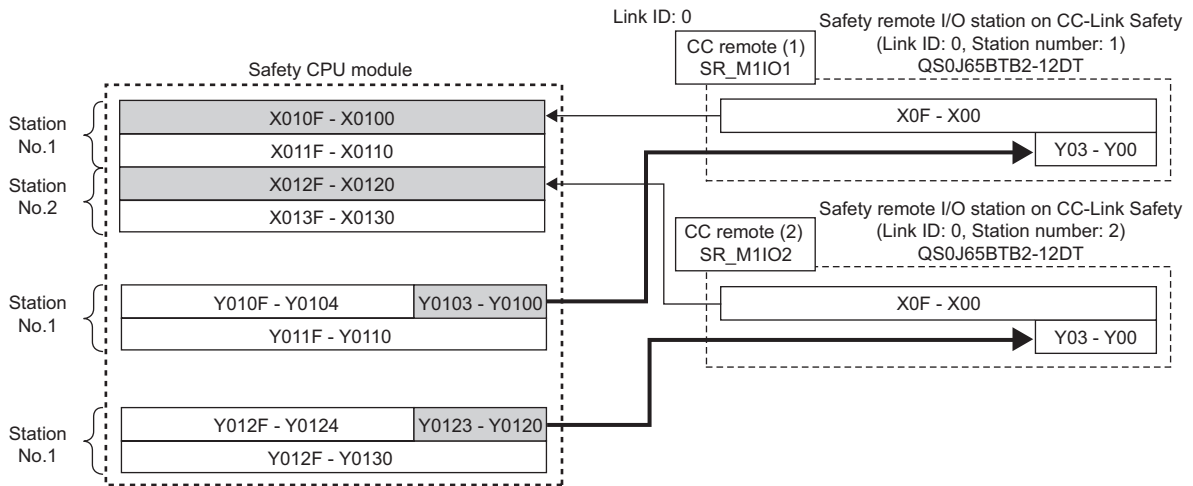 Link ID: 0
Safety remote I/O station on CC-Link Safety
(Link ID: 0, Station number: 1)
QS0J65BTB2-12DT
CC remote (1)
SR_M1IO1
X0F - X00
Y03 - Y00
Safety CPU module
Station
No.1
X010F - X0100
X011F - X0110
Station
No.2
X012F - X0120
X013F - X0130
Safety remote I/O station on CC-Link Safety
(Link ID: 0, Station number: 2)
QS0J65BTB2-12DT
CC remote (2)
SR_M1IO2
X0F - X00
Y03 - Y00
Station
No.1
Y010F - Y0104
Y0103 - Y0100
Y011F - Y0110
Station
No.1
Y012F - Y0124
Y0123 - Y0120
Y012F - Y0130